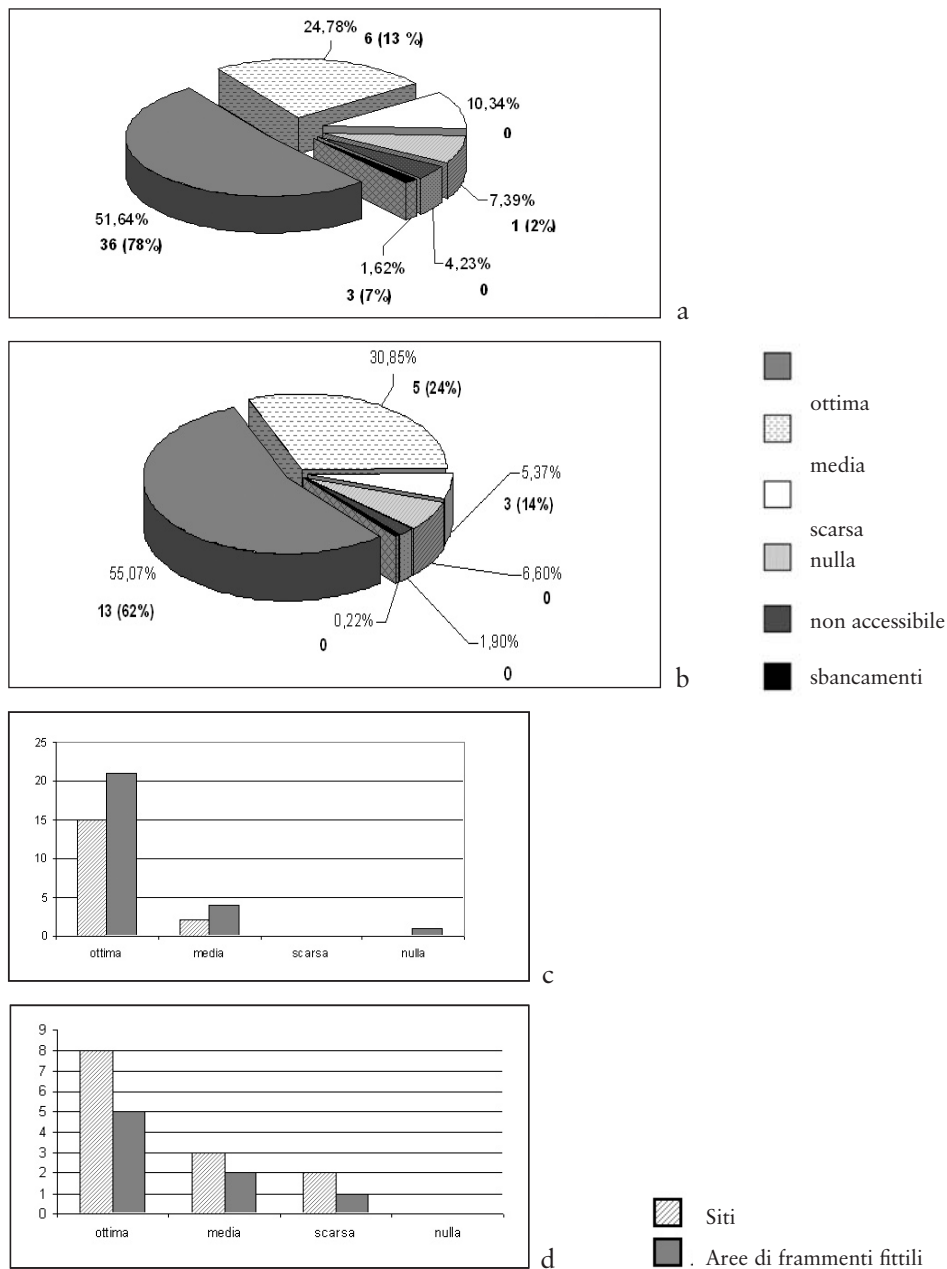 24,78%
6 (13 %)
10,34%
0
7,39%
1 (2%)
4,23%
0
1,62%
3 (7%)
51,64%
36 (78%)
a
30,85%
5 (24%)
5,37%
3 (14%)
6,60%
0
1,90%
0
0,22%
0
55,07%
13 (62%)
b
ottima
media
scarsa
nulla
non accessibile
sbancamenti
25
20
15
10
5
0
ottima media scarsa nulla
c
9
8
7
6
5
4
3
2
1
0
ottima media scarsa nulla
d
Siti
. Aree di frammenti fittili